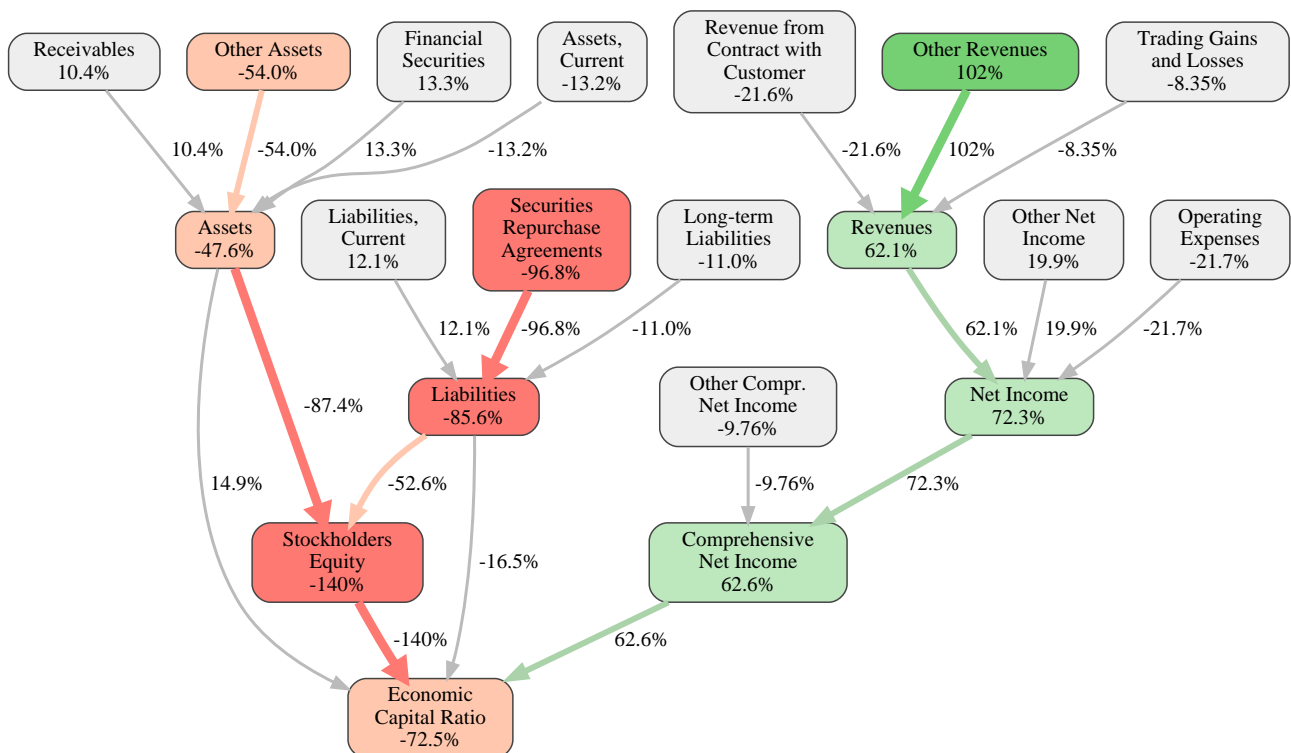 Receivables
10.4%
Other Assets
-54.0%
Financial
Securities
13.3%
Assets,
Current
-13.2%
Revenue from
Contract with
Customer
-21.6%
Other Revenues
102%
Trading Gains
and Losses
-8.35%
10.4%
-54.0%
13.3%
-13.2%
-21.6%
102%
-8.35%
Assets
-47.6%
Liabilities,
Current
12.1%
Securities
Repurchase
Agreements
-96.8%
Long-term
Liabilities
-11.0%
Revenues
62.1%
Other Net
Income
19.9%
Operating
Expenses
-21.7%
12.1%
-96.8%
-11.0%
62.1%
19.9%
-21.7%
-87.4%
Liabilities
-85.6%
Other Compr.
Net Income
-9.76%
Net Income
72.3%
14.9%
-52.6%
-9.76%
72.3%
Stockholders
Equity
-140%
-16.5%
Comprehensive
Net Income
62.6%
-140%
62.6%
Economic
Capital Ratio
-72.5%